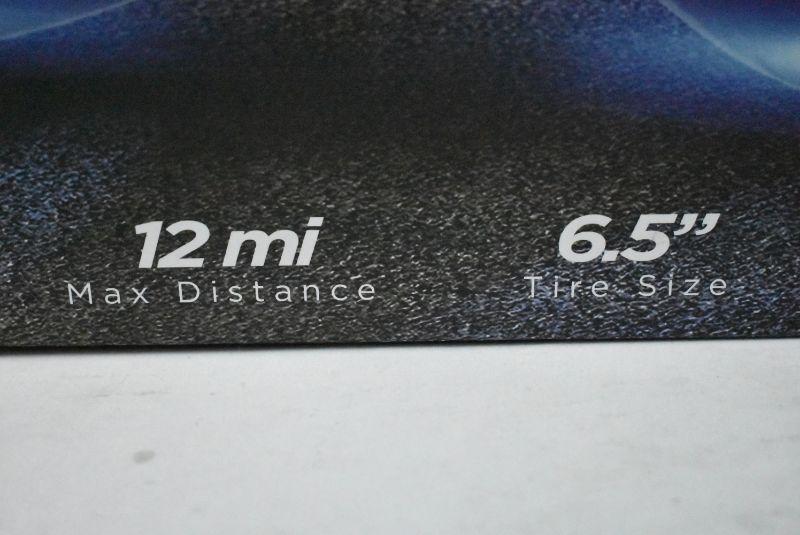 12 mi
Max Distance
6.5”
Tire Size